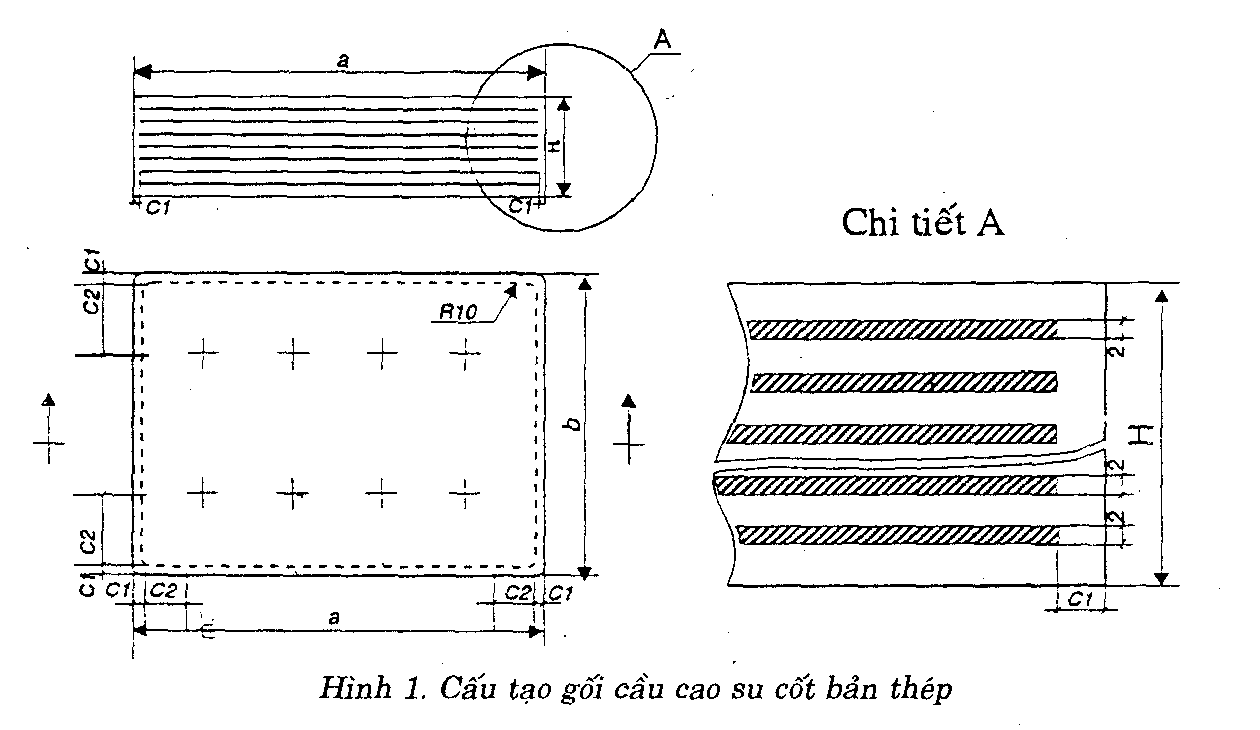 A
a
H
C1
C1
Chi tiết A
C1
C2
R10
b
C2
C1
C1
C2
C2
C1
a
2
H
2
2
C1
Hình 1. Cấu tạo gối cầu cao su cốt bản thép